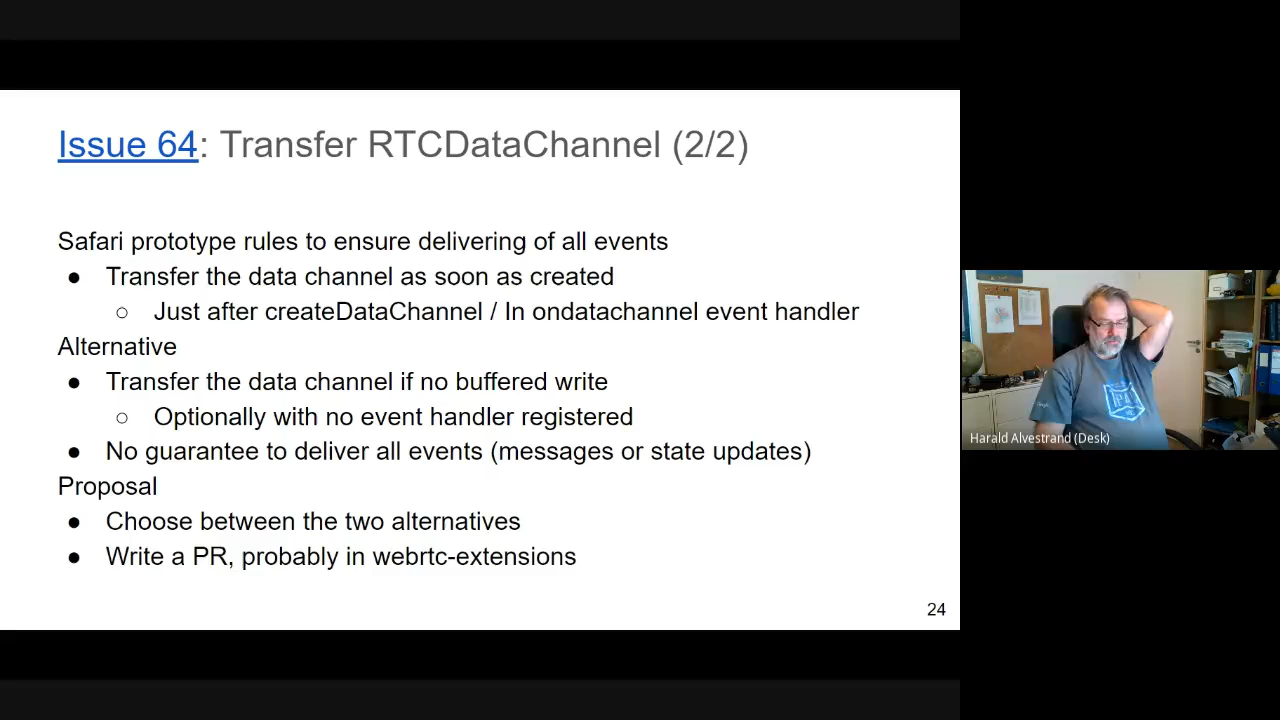 Issue 64: Transfer RTCDataChannel (2/2)
Safari prototype rules to ensure delivering of all events
● Transfer the data channel as soon as created
○ Just after createDataChannel / In ondatachannel event handler
Alternative
● Transfer the data channel if no buffered write
○ Optionally with no event handler registered
● No guarantee to deliver all events (messages or state updates)
Proposal
● Choose between the two alternatives
● Write a PR, probably in webrtc-extensions
24
Harald Alvestrand (Desk)